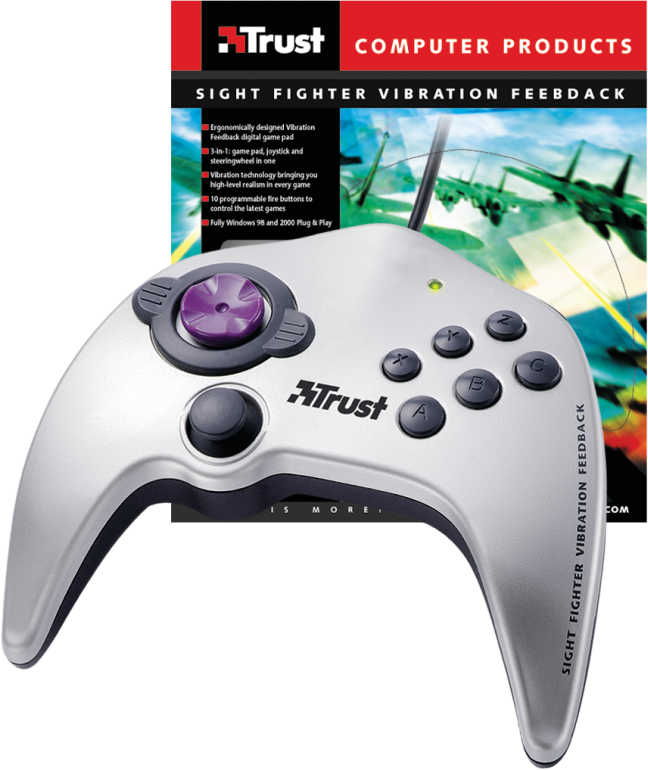 Trust
COMPUTER PRODUCTS
SIGHT FIGHTER VIBRATION FEEBDACK
Ergonomically designed Vibration
Feedback digital game pad
3-in-1: game pad, joystick and
steeringwheel in one
Vibration technology bringing you
high-level realism in every game
10 programmable fire buttons to
control the latest games
Fully Windows 98 and 2000 Plug & Play
X Y Z
A B C
Trust
SIGHT FIGHTER VIBRATION FEEDBACK
IS MORE
.COM